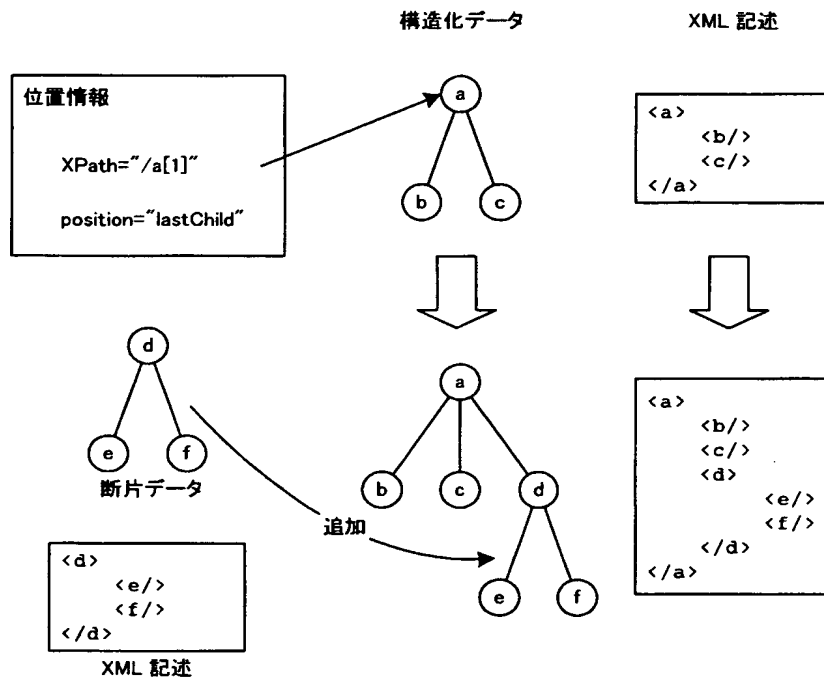 構造化データ
XML 記述
位置情報
XPath="/a[1]"
position="lastChild"
a
b
c
<a>
<b/>
<c/>
</a>
d
e
f
断片データ
追加
<d>
<e/>
<f/>
</d>
XML 記述
a
b
c
d
e
f
<a>
<b/>
<c/>
<d>
<e/>
<f/>
</d>
</a>